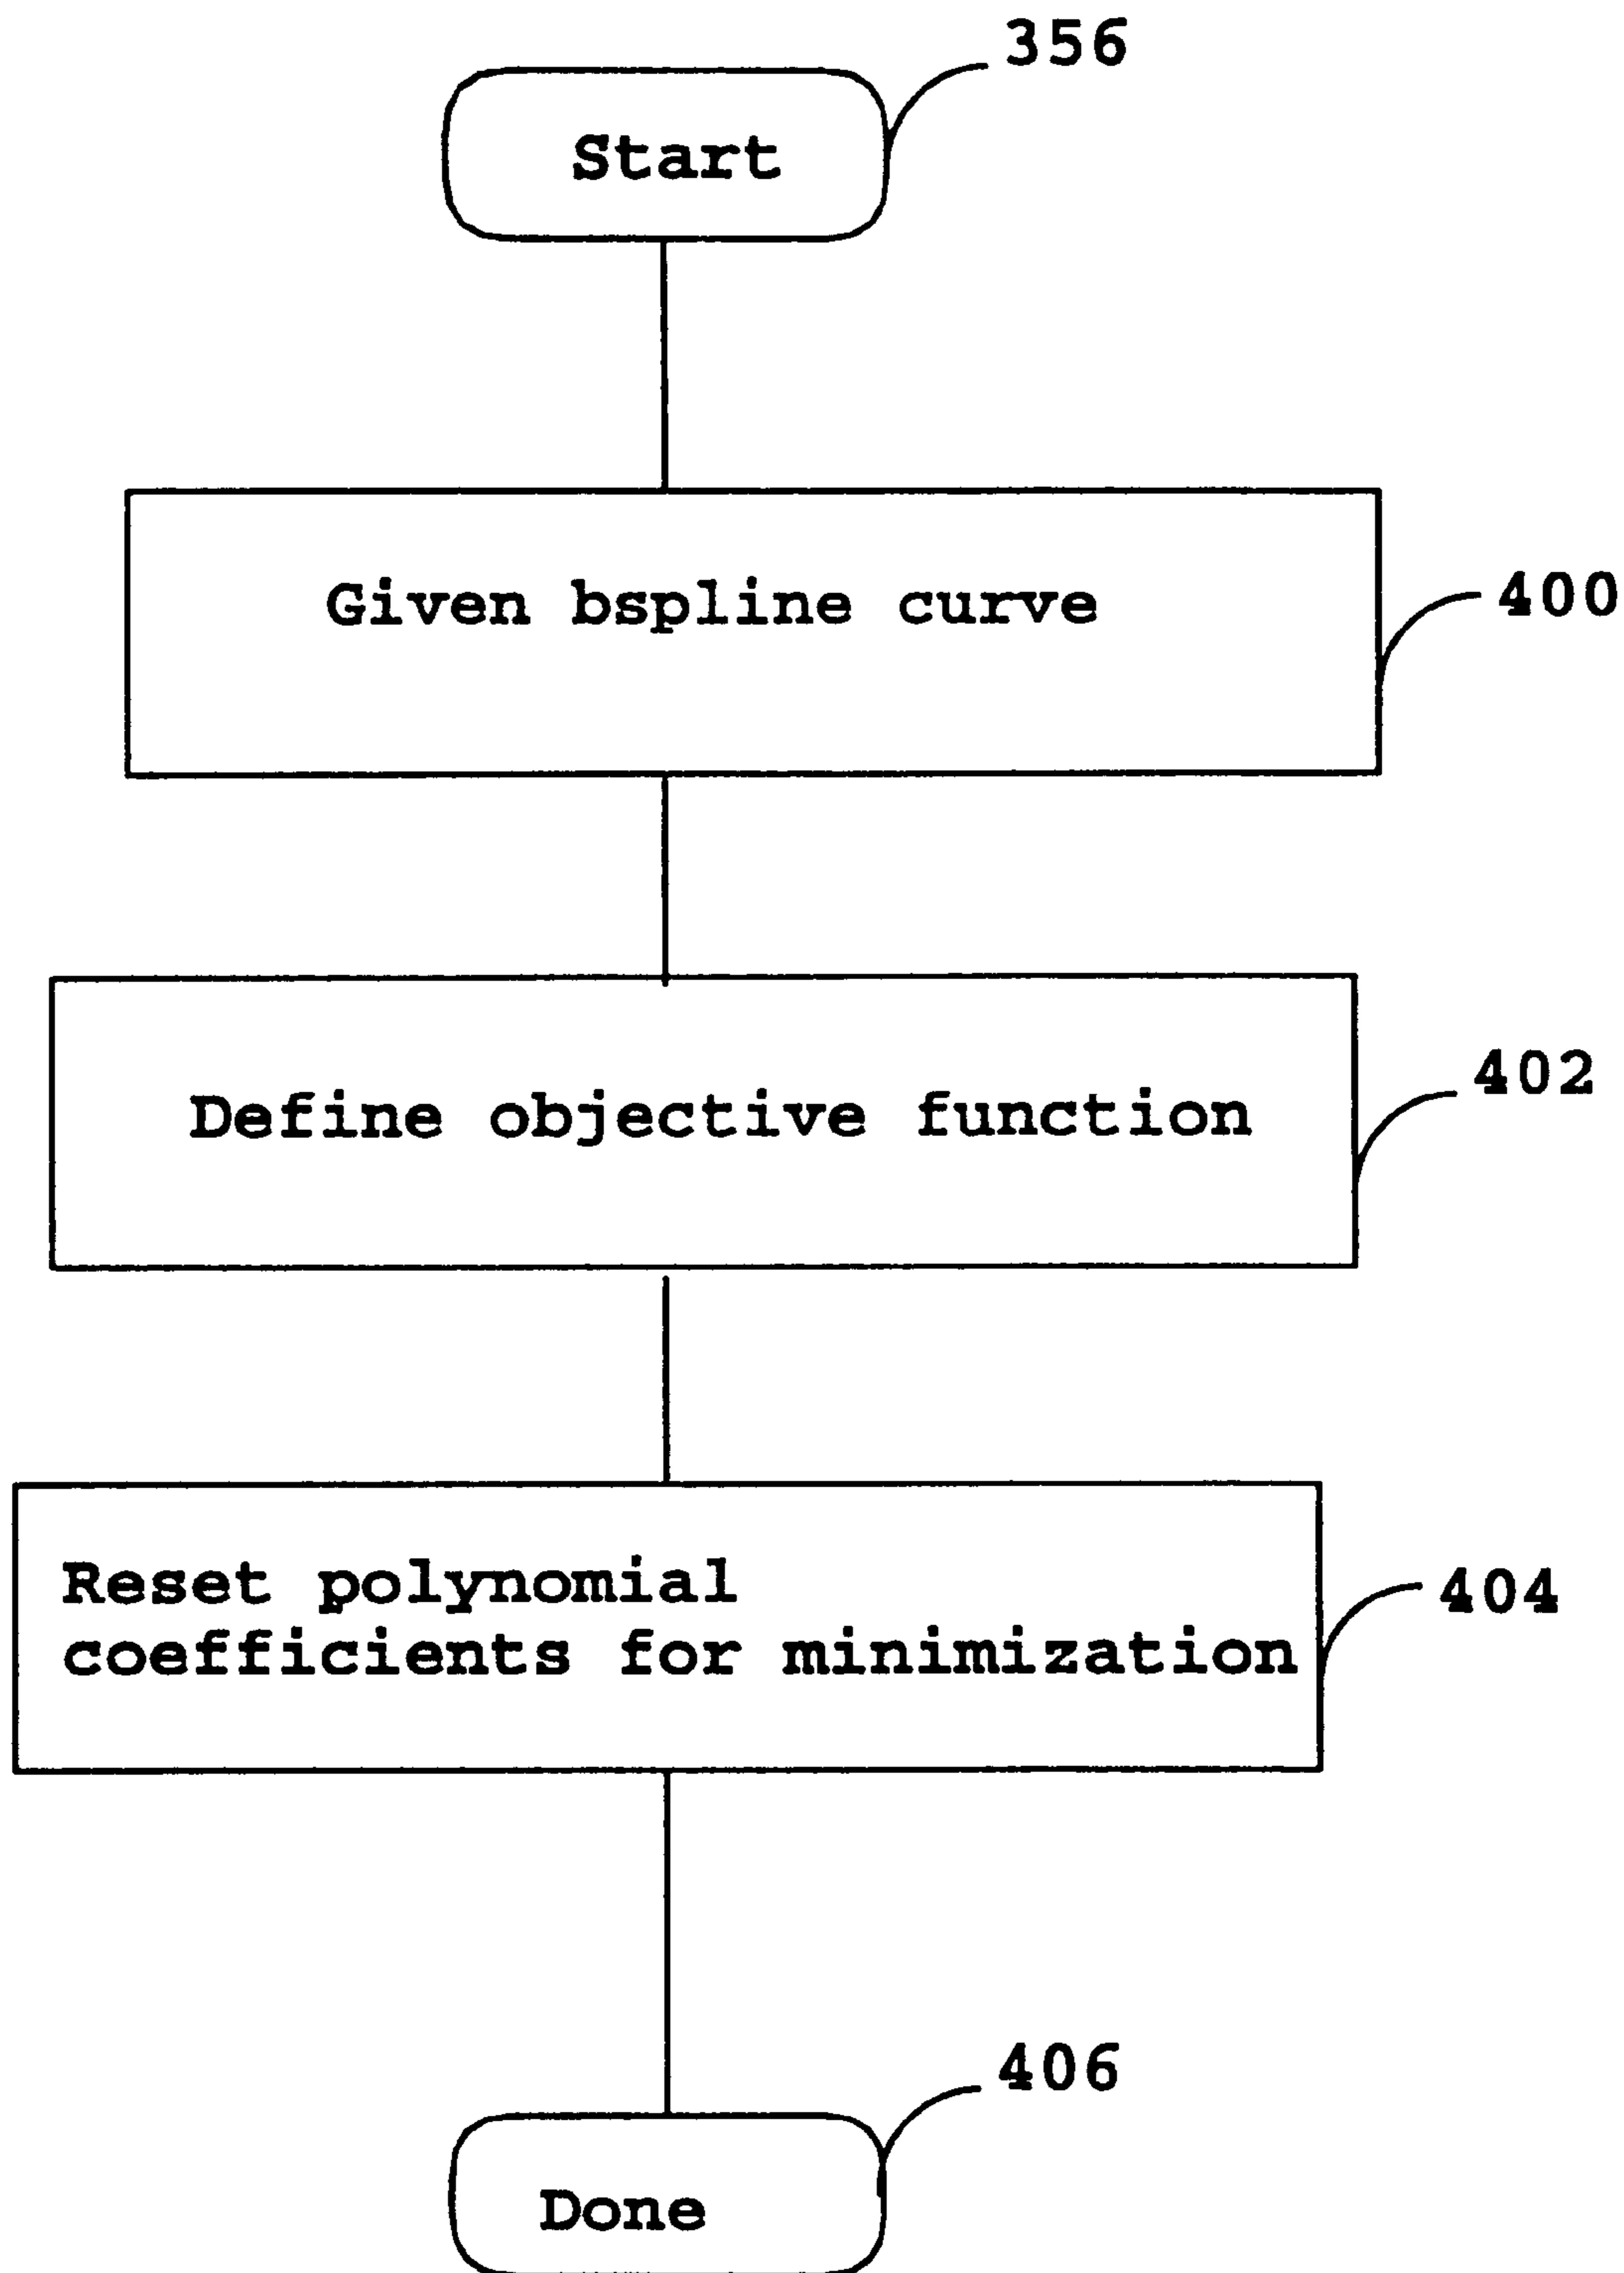 356
Start
Given bspline curve
400
402
Define objective function
Reset polynomial
404
coefficients for minimization
406
Done